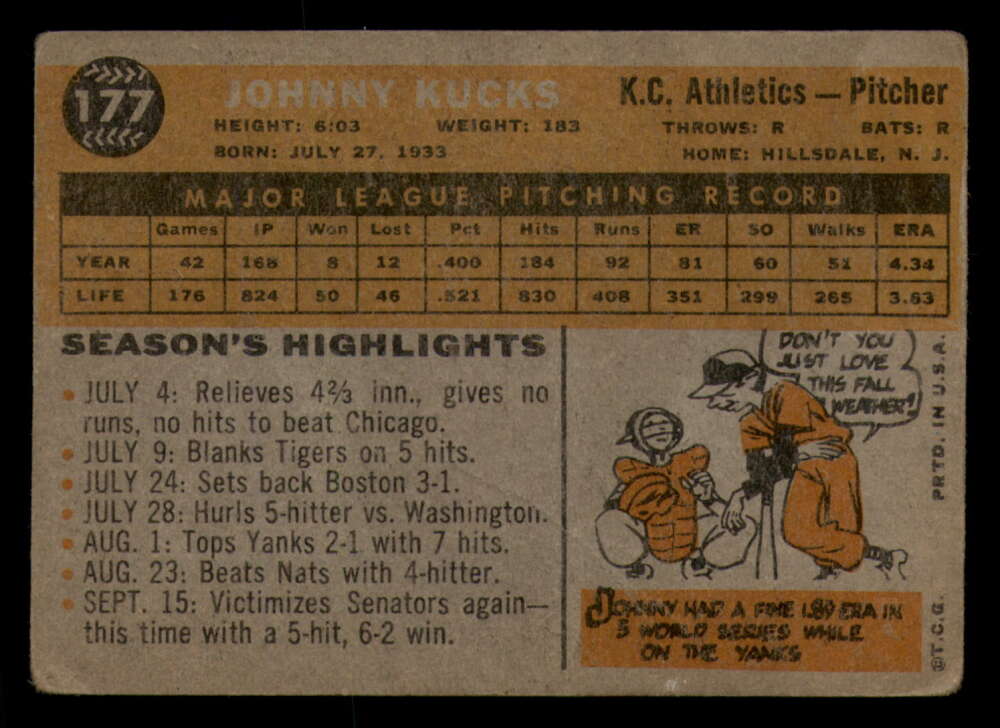 177
JOHNNY KUCKS
K.C. Athletics — Pitcher
HEIGHT: 6:03 WEIGHT: 183 THROWS: R BATS: R
BORN: JULY 27, 1933 HOME: HILLSDALE, N. J.
MAJOR LEAGUE PITCHING RECORD
Games IP Won Lost Pct Hits Runs ER SO Walks ERA
YEAR 42 168 8 12 .400 184 92 81 60 51 4.34
LIFE 176 824 50 46 .521 830 408 351 299 265 3.83
SEASON'S HIGHLIGHTS
• JULY 4: Relieves 4⅔ inn., gives no
runs, no hits to beat Chicago.
• JULY 9: Blanks Tigers on 5 hits.
• JULY 24: Sets back Boston 3-1.
• JULY 28: Hurls 5-hitter vs. Washington.
• AUG. 1: Tops Yanks 2-1 with 7 hits.
• AUG. 23: Beats Nats with 4-hitter.
• SEPT. 15: Victimizes Senators again—
this time with a 5-hit, 6-2 win.
DON'T YOU
JUST LOVE
THIS FALL
WEATHER?
JOHNNY HAD A FINE 1.89 ERA IN
3 WORLD SERIES WHILE
ON THE YANKS
©T.C.G. PRTD. IN U.S.A.